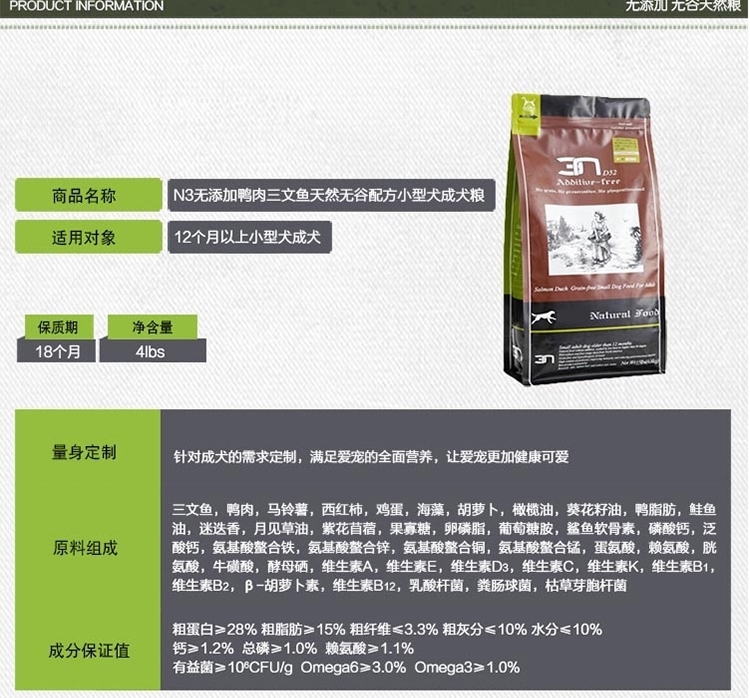 PRODUCT INFORMATION
无添加 无谷天然粮
3N
D52
Additive-free
No grain, No preservatives, No phytogenthormonal
Salmon Duck Grain-free Small Dog Food For Adult
Natural Food
Small adult dog older than 12 months
3N
商品名称
N3无添加鸭肉三文鱼天然无谷配方小型犬成犬粮
适用对象
12个月以上小型犬成犬
保质期
净含量
18个月
4lbs
量身定制
针对成犬的需求定制，满足爱宠的全面营养，让爱宠更加健康可爱
原料组成
三文鱼，鸭肉，马铃薯，西红柿，鸡蛋，海藻，胡萝卜，橄榄油，葵花籽油，鸭脂肪，鲑鱼
油，迷迭香，月见草油，紫花苜蓿，果寡糖，卵磷脂，葡萄糖胺，鲨鱼软骨素，磷酸钙，泛
酸钙，氨基酸螯合铁，氨基酸螯合锌，氨基酸螯合铜，氨基酸螯合锰，蛋氨酸，赖氨酸，胱
氨酸，牛磺酸，酵母硒，维生素A，维生素E，维生素D3，维生素C，维生素K，维生素B1，
维生素B2，β-胡萝卜素，维生素B12，乳酸杆菌，粪肠球菌，枯草芽胞杆菌
成分保证值
粗蛋白≥28% 粗脂肪≥15% 粗纤维≤3.3% 粗灰分≤10% 水分≤10%
钙≥1.2% 总磷≥1.0% 赖氨酸≥1.1%
有益菌≥10⁶CFU/g Omega6≥3.0% Omega3≥1.0%